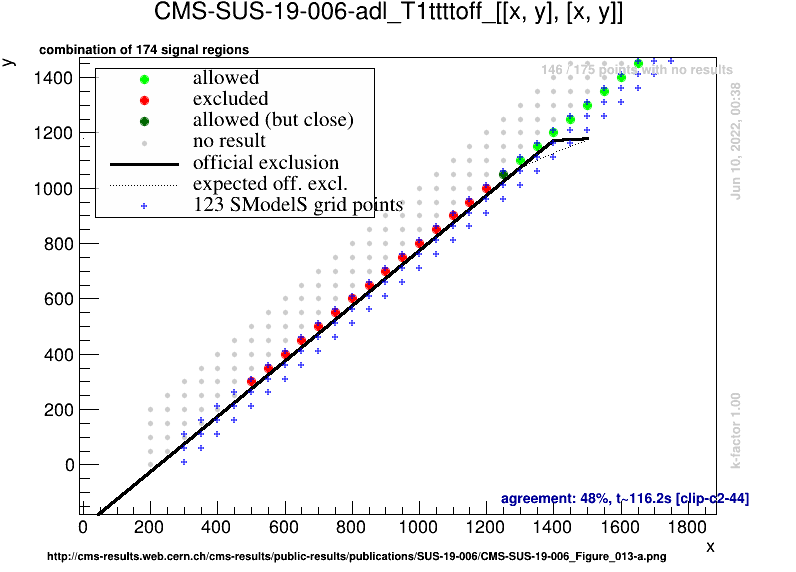 CMS-SUS-19-006-adl_T1ttttoff_[[x, y], [x, y]]
combination of 174 signal regions
y
146 / 175 points with no results
allowed
excluded
allowed (but close)
no result
official exclusion
expected off. excl.
123 SModelS grid points
1400
1200
1000
800
600
400
200
0
Jun 10, 2022, 00:38
k-factor 1.00
agreement: 48%, t~116.2s [clip-c2-44]
0 200 400 600 800 1000 1200 1400 1600 1800
x
http://cms-results.web.cern.ch/cms-results/public-results/publications/SUS-19-006/CMS-SUS-19-006_Figure_013-a.png